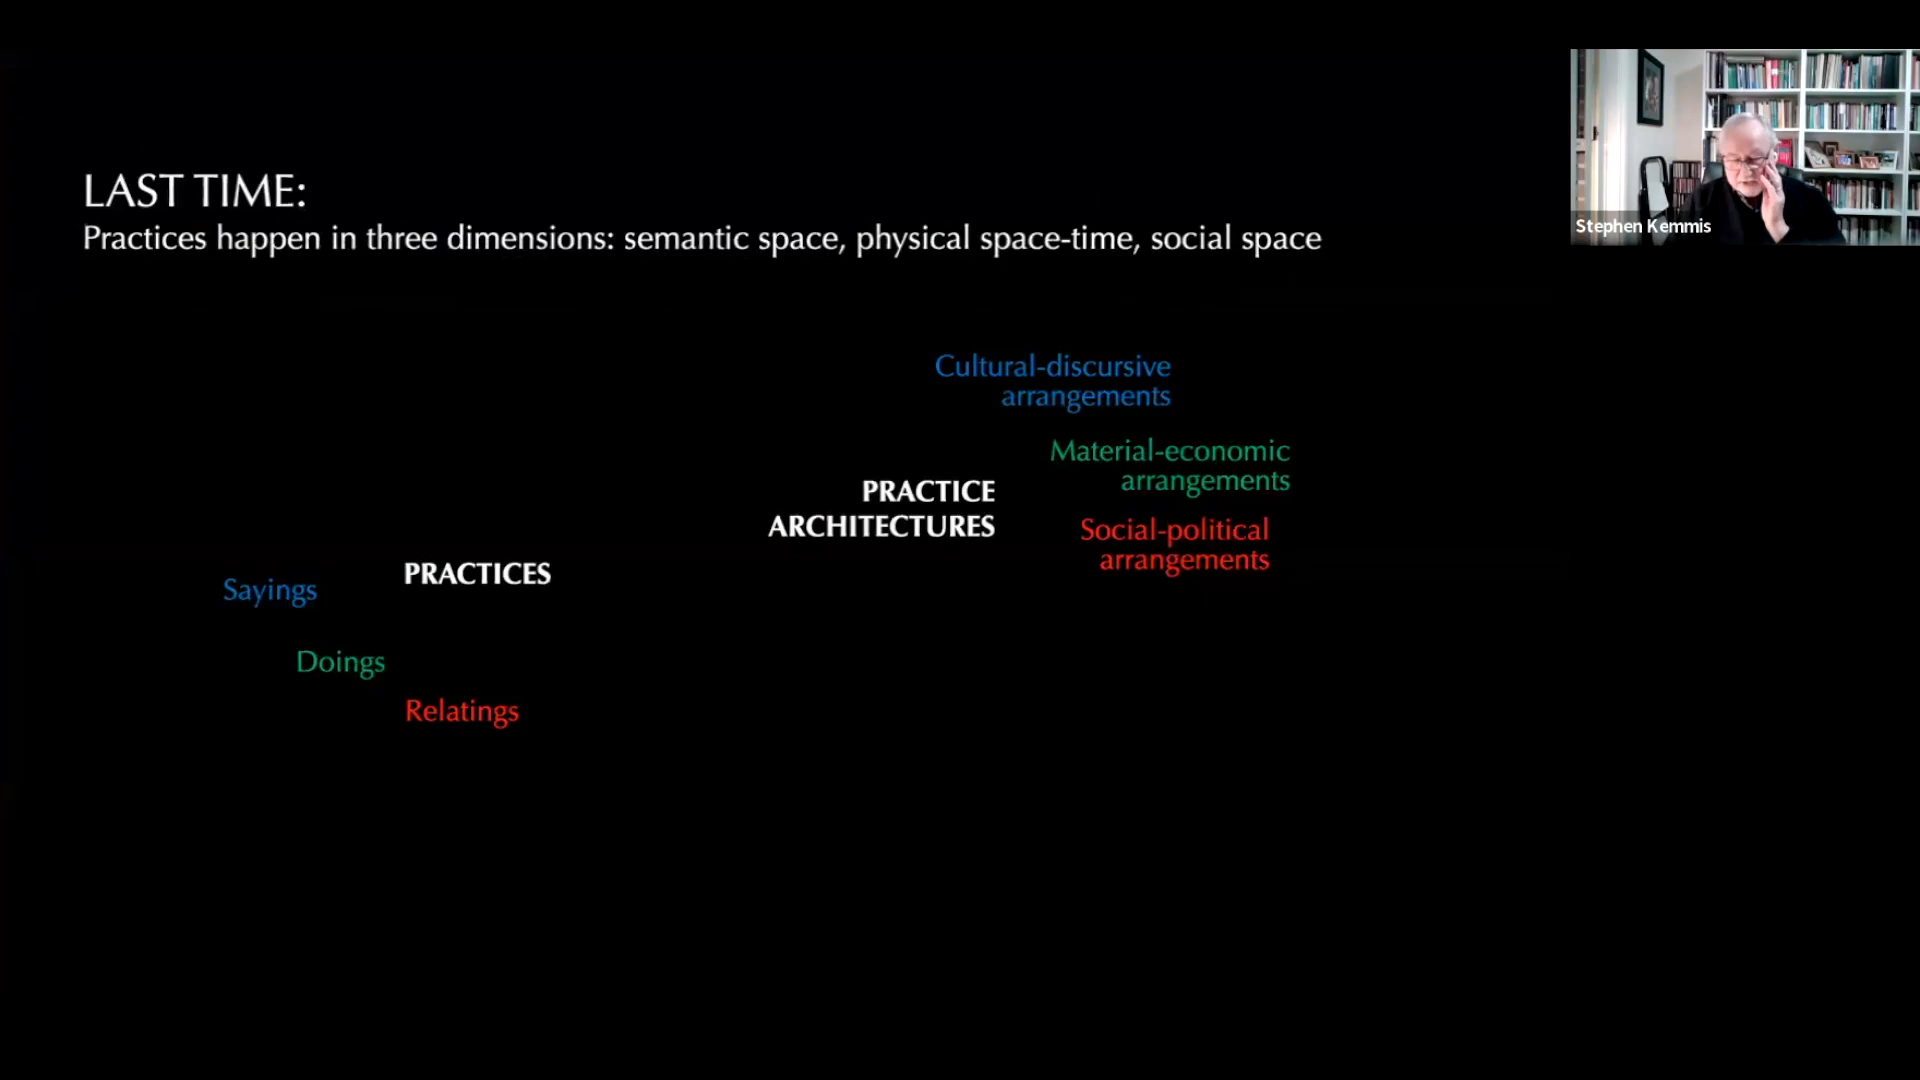 LAST TIME:
Practices happen in three dimensions: semantic space, physical space-time, social space
Stephen Kemmis
Cultural-discursive
arrangements
Material-economic
arrangements
PRACTICE
ARCHITECTURES
Social-political
arrangements
PRACTICES
Sayings
Doings
Relatings